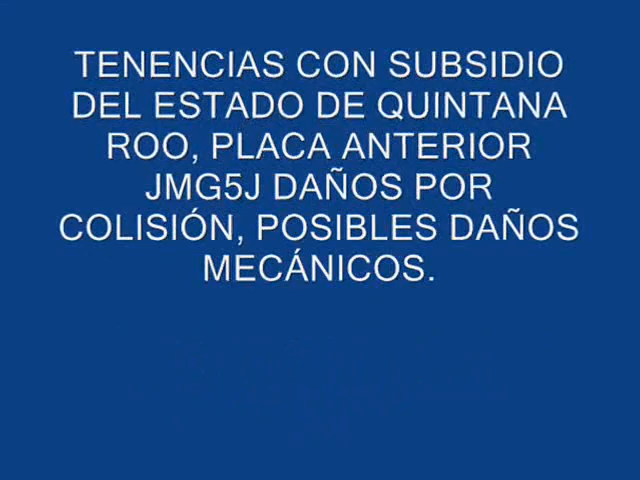 TENENCIAS CON SUBSIDIO
DEL ESTADO DE QUINTANA
ROO, PLACA ANTERIOR
JMG5J DAÑOS POR
COLISIÓN, POSIBLES DAÑOS
MECÁNICOS.